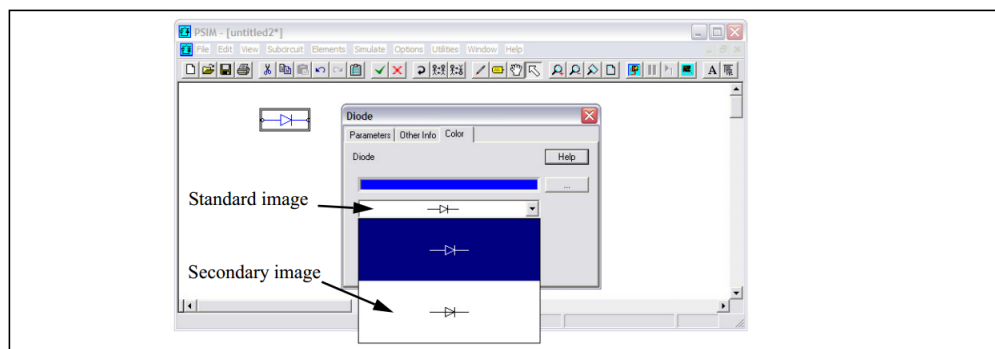 PSIM - [untitled2*]
File Edit View Subcircuit Elements Simulate Options Utilities Window Help
Diode
Parameters Other Info Color
Diode
Help
...
Standard image
Secondary image